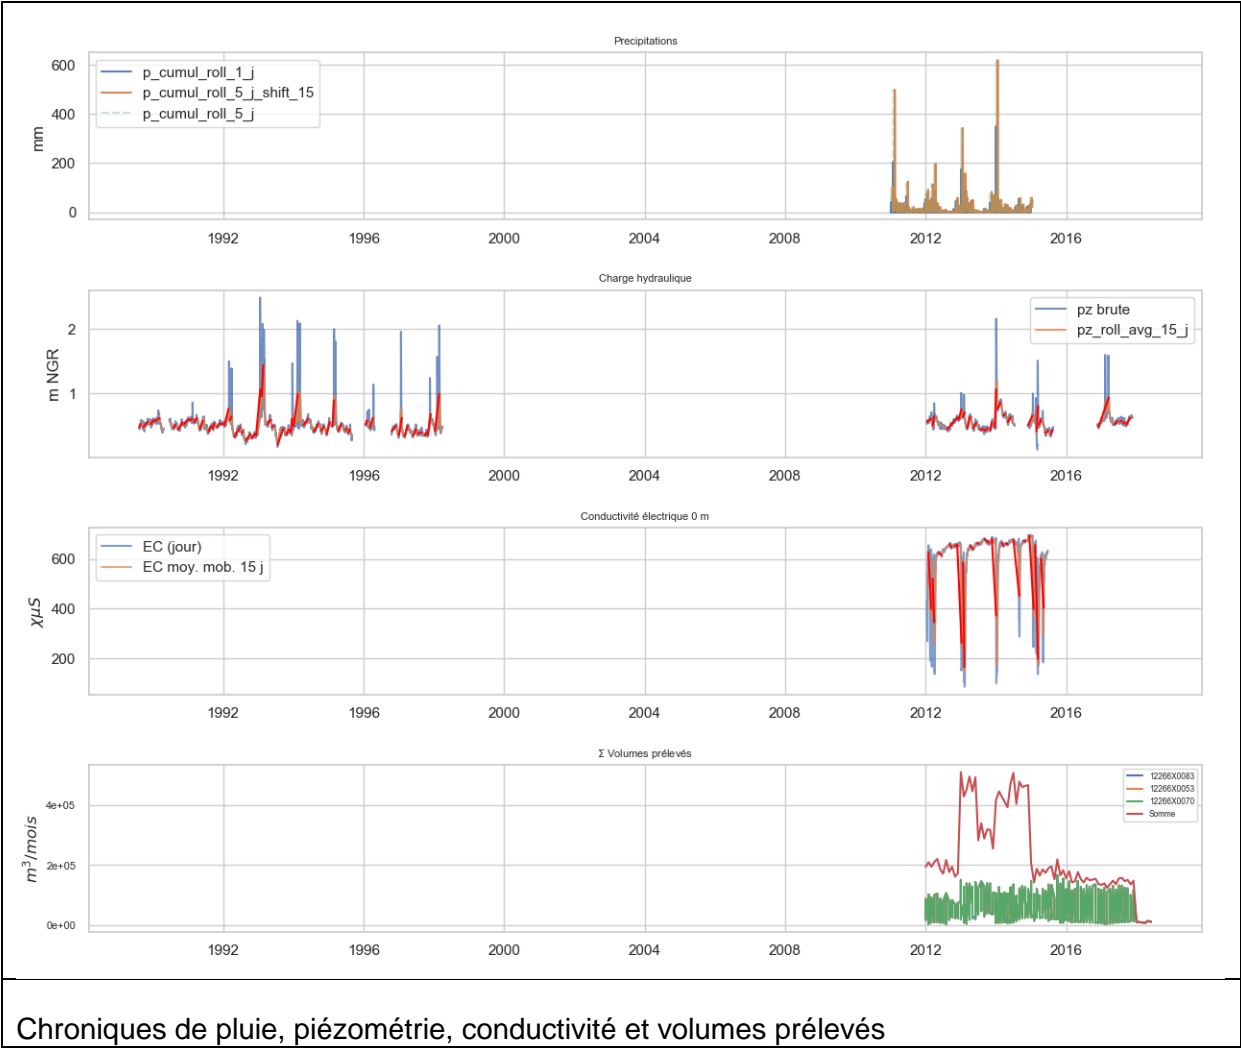 Precipitations
600
400
200
0
mm
p_cumul_roll_1_j
p_cumul_roll_5_j_shift_15
p_cumul_roll_5_j
1992 1996 2000 2004 2008 2012 2016
Charge hydraulique
2
1
m NGR
pz brute
pz_roll_avg_15_j
1992 1996 2000 2004 2008 2012 2016
Conductivité électrique 0 m
600
400
200
χμS
EC (jour)
EC moy. mob. 15 j
1992 1996 2000 2004 2008 2012 2016
Σ Volumes prélevés
4e+05
2e+05
0e+00
m³/mois
12266X0083
12266X0053
12266X0070
Somme
1992 1996 2000 2004 2008 2012 2016
Chroniques de pluie, piézométrie, conductivité et volumes prélevés